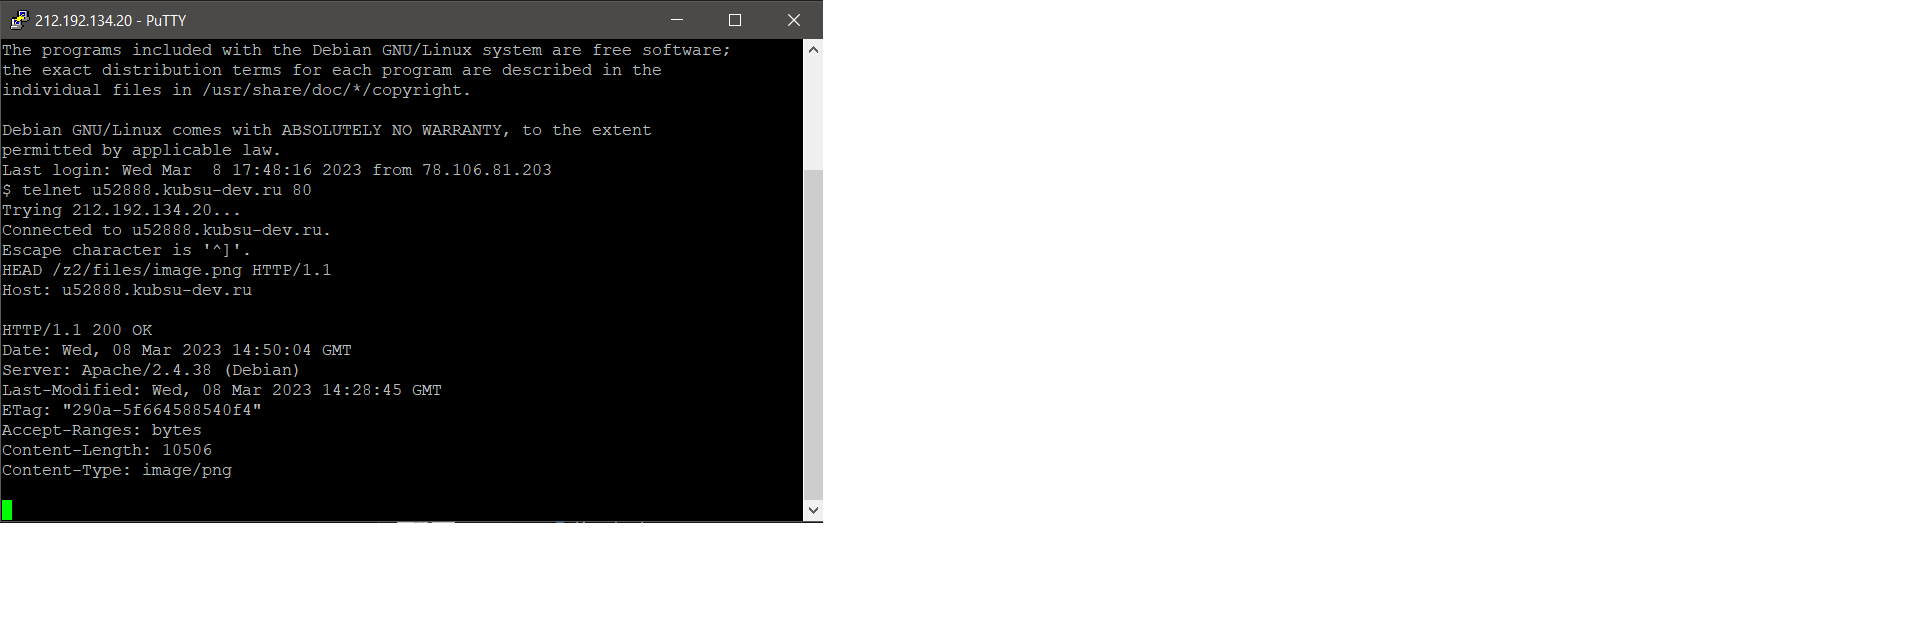 212.192.134.20 - PuTTY
The programs included with the Debian GNU/Linux system are free software;
the exact distribution terms for each program are described in the
individual files in /usr/share/doc/*/copyright.
Debian GNU/Linux comes with ABSOLUTELY NO WARRANTY, to the extent
permitted by applicable law.
Last login: Wed Mar  8 17:48:16 2023 from 78.106.81.203
$ telnet u52888.kubsu-dev.ru 80
Trying 212.192.134.20...
Connected to u52888.kubsu-dev.ru.
Escape character is '^]'.
HEAD /z2/files/image.png HTTP/1.1
Host: u52888.kubsu-dev.ru
HTTP/1.1 200 OK
Date: Wed, 08 Mar 2023 14:50:04 GMT
Server: Apache/2.4.38 (Debian)
Last-Modified: Wed, 08 Mar 2023 14:28:45 GMT
ETag: "290a-5f664588540f4"
Accept-Ranges: bytes
Content-Length: 10506
Content-Type: image/png